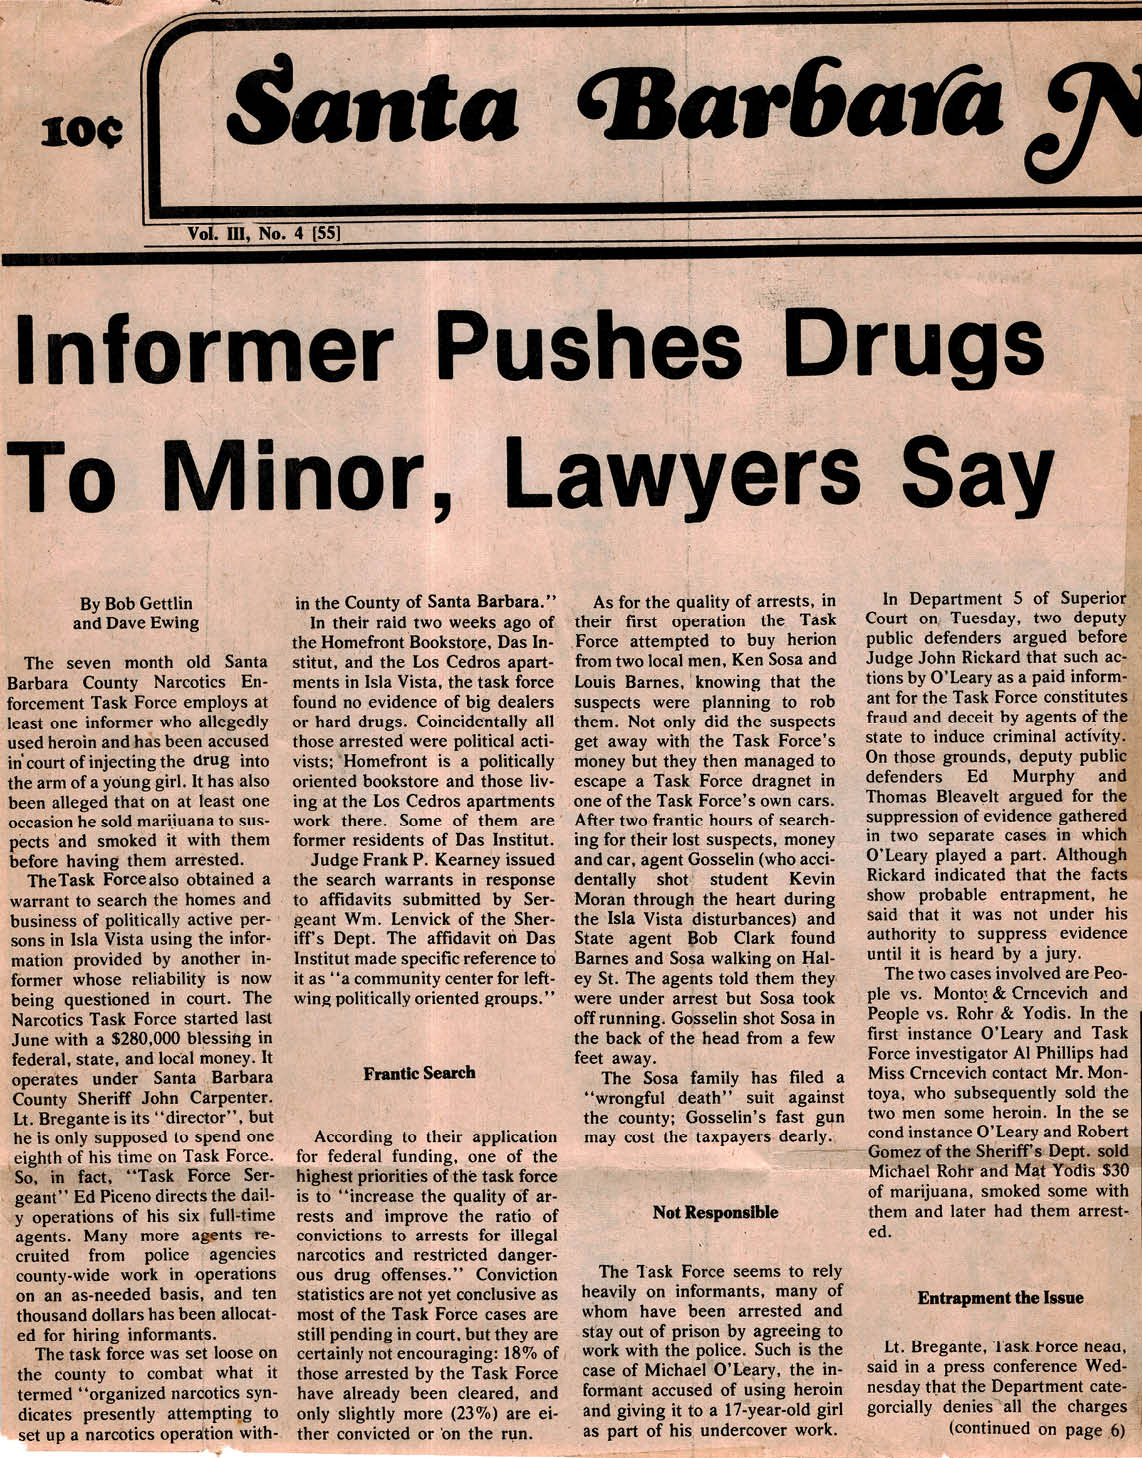 10¢
Santa Barbara N
Vol. III, No. 4 [55]
Informer Pushes Drugs
To Minor, Lawyers Say
By Bob Gettlin
and Dave Ewing
The seven month old Santa
Barbara County Narcotics En-
forcement Task Force employs at
least one informer who allegedly
used heroin and has been accused
in court of injecting the drug into
the arm of a young girl. It has also
been alleged that on at least one
occasion he sold marijuana to sus-
pects and smoked it with them
before having them arrested.
The Task Force also obtained a
warrant to search the homes and
business of politically active per-
sons in Isla Vista using the infor-
mation provided by another in-
former whose reliability is now
being questioned in court. The
Narcotics Task Force started last
June with a $280,000 blessing in
federal, state, and local money. It
operates under Santa Barbara
County Sheriff John Carpenter.
Lt. Bregante is its "director", but
he is only supposed to spend one
eighth of his time on Task Force.
So, in fact, "Task Force Ser-
geant" Ed Piceno directs the dail-
y operations of his six full-time
agents. Many more agents re-
cruited from police agencies
county-wide work in operations
on an as-needed basis, and ten
thousand dollars has been allocat-
ed for hiring informants.
The task force was set loose on
the county to combat what it
termed "organized narcotics syn-
dicates presently attempting to
set up a narcotics operation with-
in the County of Santa Barbara."
In their raid two weeks ago of
the Homefront Bookstore, Das In-
stitut, and the Los Cedros apart-
ments in Isla Vista, the task force
found no evidence of big dealers
or hard drugs. Coincidentally all
those arrested were political acti-
vists; Homefront is a politically
oriented bookstore and those liv-
ing at the Los Cedros apartments
work there. Some of them are
former residents of Das Institut.
Judge Frank P. Kearney issued
the search warrants in response
to affidavits submitted by Ser-
geant Wm. Lenvick of the Sher-
iff's Dept. The affidavit on Das
Institut made specific reference to
it as "a community center for left-
wing politically oriented groups."
Frantic Search
According to their application
for federal funding, one of the
highest priorities of the task force
is to "increase the quality of ar-
rests and improve the ratio of
convictions to arrests for illegal
narcotics and restricted danger-
ous drug offenses." Conviction
statistics are not yet conclusive as
most of the Task Force cases are
still pending in court, but they are
certainly not encouraging: 18% of
those arrested by the Task Force
have already been cleared, and
only slightly more (23%) are ei-
ther convicted or on the run.
As for the quality of arrests, in
their first operation the Task
Force attempted to buy herion
from two local men, Ken Sosa and
Louis Barnes, knowing that the
suspects were planning to rob
them. Not only did the suspects
get away with the Task Force's
money but they then managed to
escape a Task Force dragnet in
one of the Task Force's own cars.
After two frantic hours of search-
ing for their lost suspects, money
and car, agent Gosselin (who acci-
dentally shot student Kevin
Moran through the heart during
the Isla Vista disturbances) and
State agent Bob Clark found
Barnes and Sosa walking on Hal-
ey St. The agents told them they
were under arrest but Sosa took
off running. Gosselin shot Sosa in
the back of the head from a few
feet away.
The Sosa family has filed a
"wrongful death" suit against
the county; Gosselin's fast gun
may cost the taxpayers dearly.
Not Responsible
The Task Force seems to rely
heavily on informants, many of
whom have been arrested and
stay out of prison by agreeing to
work with the police. Such is the
case of Michael O'Leary, the in-
formant accused of using heroin
and giving it to a 17-year-old girl
as part of his undercover work.
In Department 5 of Superior
Court on Tuesday, two deputy
public defenders argued before
Judge John Rickard that such ac-
tions by O'Leary as a paid inform-
ant for the Task Force constitutes
fraud and deceit by agents of the
state to induce criminal activity.
On those grounds, deputy public
defenders Ed Murphy and
Thomas Bleavelt argued for the
suppression of evidence gathered
in two separate cases in which
O'Leary played a part. Although
Rickard indicated that the facts
show probable entrapment, he
said that it was not under his
authority to suppress evidence
until it is heard by a jury.
The two cases involved are Peo-
ple vs. Montoy & Crncevich and
People vs. Rohr & Yodis. In the
first instance O'Leary and Task
Force investigator Al Phillips had
Miss Crncevich contact Mr. Mon-
toya, who subsequently sold the
two men some heroin. In the se
cond instance O'Leary and Robert
Gomez of the Sheriff's Dept. sold
Michael Rohr and Mat Yodis $30
of marijuana, smoked some with
them and later had them arrest-
ed.
Entrapment the Issue
Lt. Bregante, Task Force head,
said in a press conference Wed-
nesday that the Department cate-
gorcially denies all the charges
(continued on page 6)